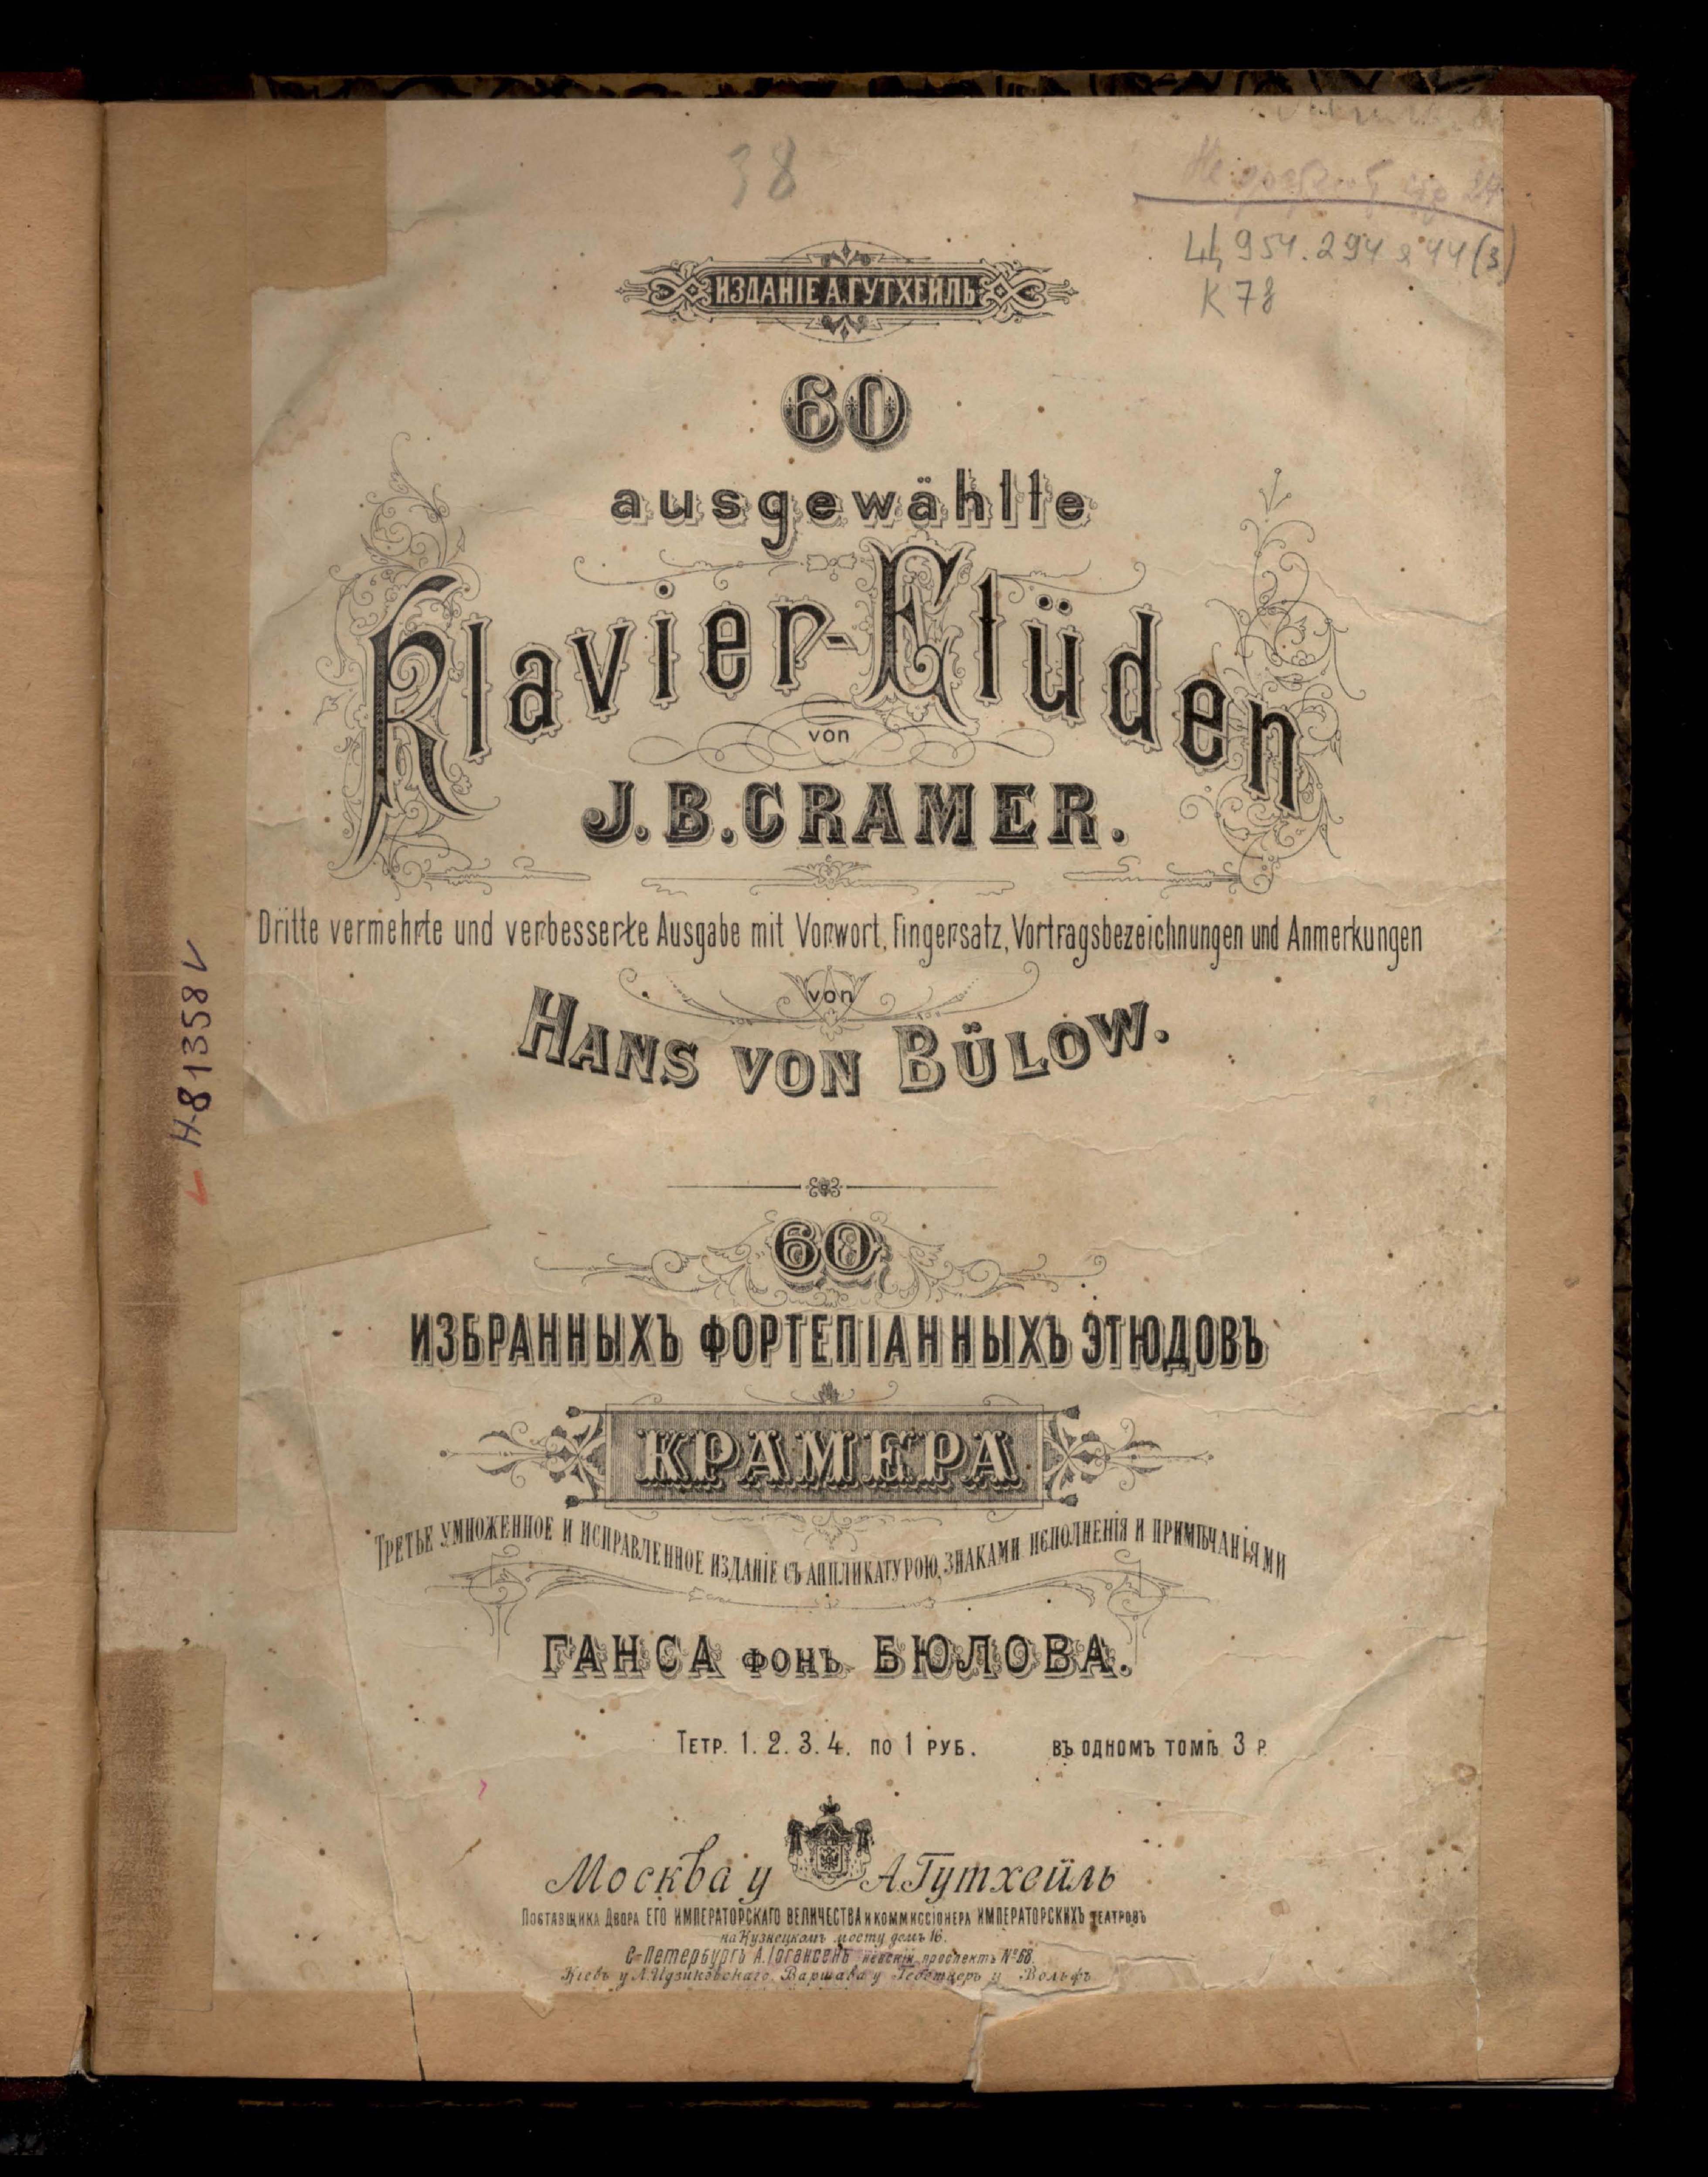 38
Ц 954.294 я 44 (3)
К 78
ИЗДАНІЕ А.ГУТХЕЙЛЬ
60
ausgewählte
Klavier-Etüden
von
J.B.CRAMER.
Dritte vermehrte und verbesserte Ausgabe mit Vorwort, Fingersatz, Vortragsbezeichnungen und Anmerkungen
von
HANS VON BÜLOW.
Н-81358
60
ИЗБРАННЫХЪ ФОРТЕПІАННЫХЪ ЭТЮДОВЪ
КРАМЕРА
ТРЕТЬЕ УМНОЖЕННОЕ И ИСПРАВЛЕННОЕ ИЗДАНІЕ СЪ АППЛИКАТУРОЮ, ЗНАКАМИ ИСПОЛНЕНІЯ И ПРИМѢЧАНІЯМИ
ГАНСА ФОНЪ БЮЛОВА.
ТЕТР. 1. 2. 3. 4. ПО 1 РУБ. ВЪ ОДНОМЪ ТОМѢ 3 Р.
Москва у А.Гутхейль
ПОСТАВЩИКА ДВОРА ЕГО ИМПЕРАТОРСКАГО ВЕЛИЧЕСТВА И КОММИССІОНЕРА ИМПЕРАТОРСКИХЪ ТЕАТРОВЪ
на Кузнецкомъ мосту домъ 16.
С-Петербургъ А.Іогансенъ невскій проспектъ №68.
Кіевъ у Л.Идзиковскаго. Варшава у Гебетнеръ у Вольфъ